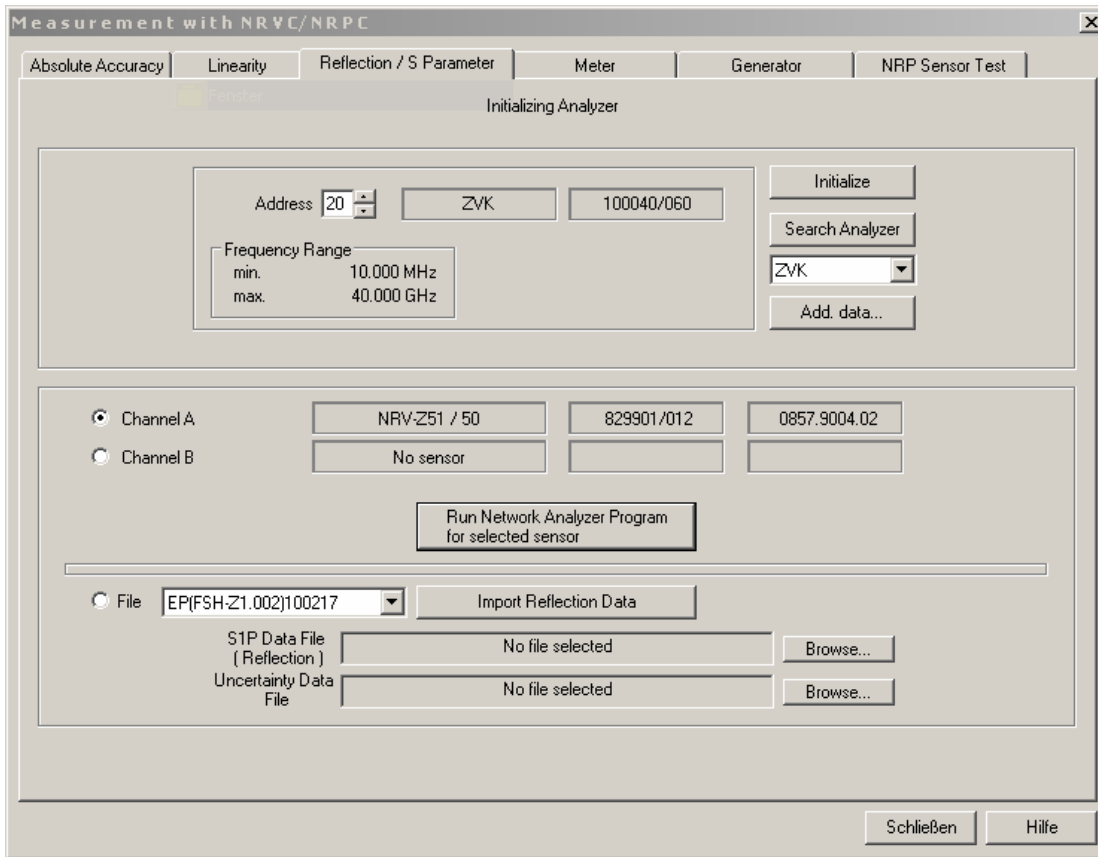 Measurement with NRVC/NRPC
Absolute Accuracy Linearity Reflection / S Parameter Meter Generator NRP Sensor Test
Fenster
Initializing Analyzer
Address 20 ZVK 100040/060 Initialize
Search Analyzer
Frequency Range
min. 10.000 MHz
max. 40.000 GHz
ZVK
Add. data...
Channel A NRV-Z51 / 50 829901/012 0857.9004.02
Channel B No sensor
Run Network Analyzer Program
for selected sensor
File EP(FSH-Z1.002)100217 Import Reflection Data
S1P Data File
( Reflection )
No file selected Browse...
Uncertainty Data
File
No file selected Browse...
Schließen Hilfe